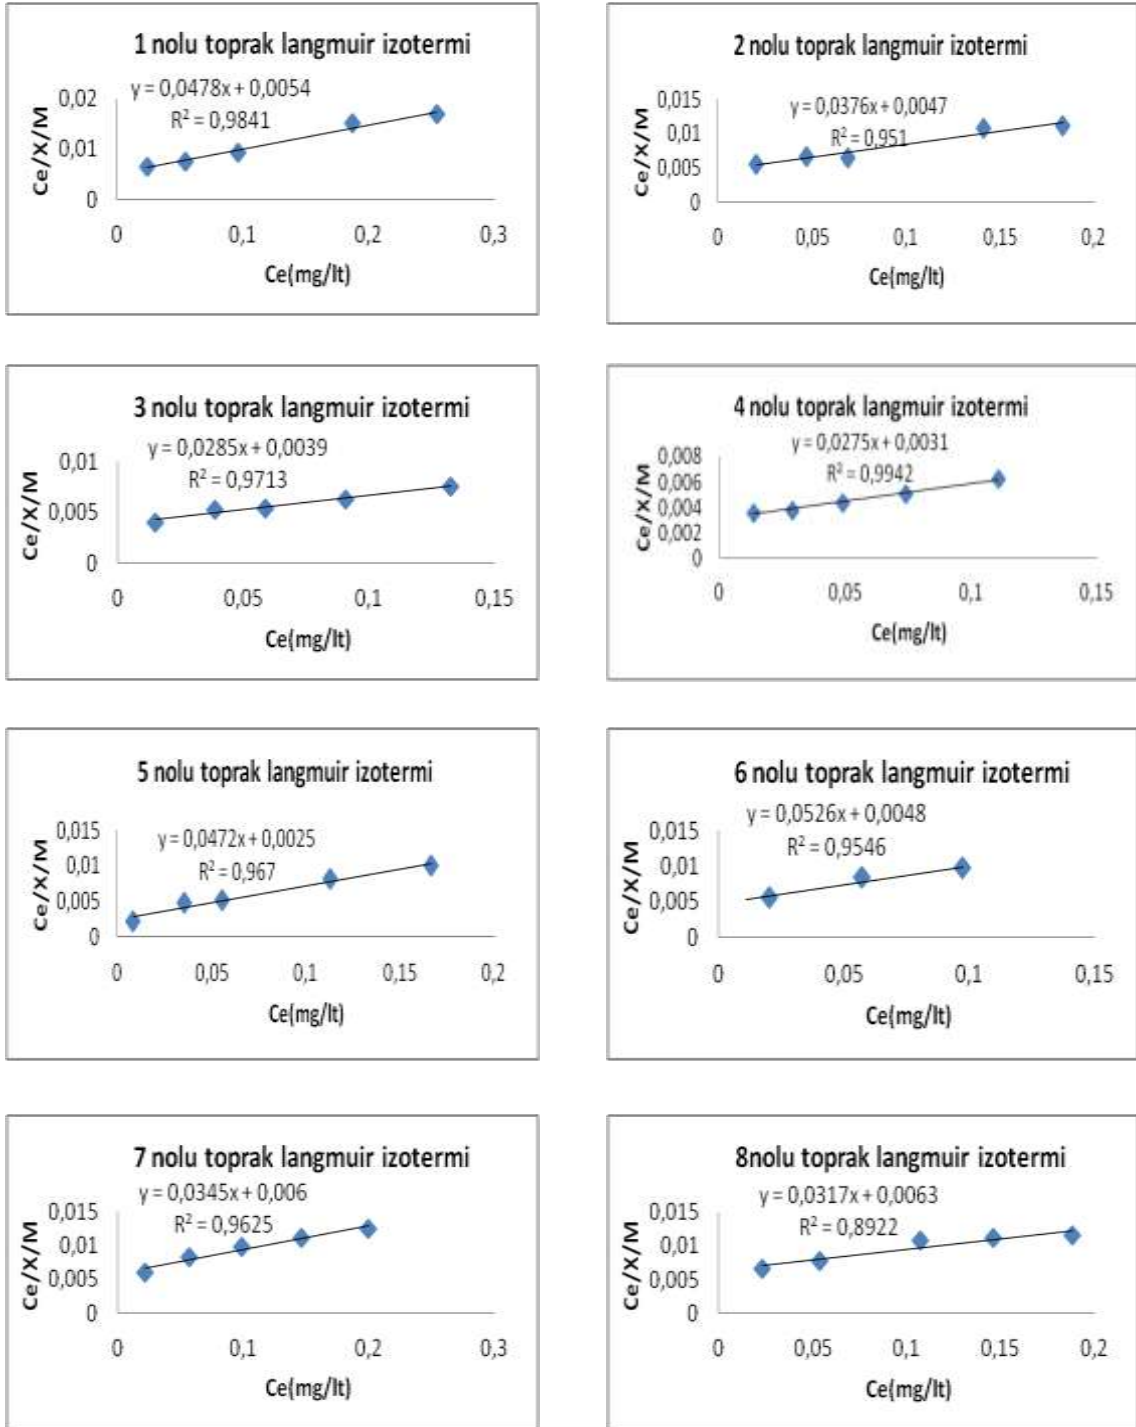 1 nolu toprak langmuir izotermi
y = 0,0478x + 0,0054
R² = 0,9841
Ce/X/M
0,02
0,01
0
0 0,1 0,2 0,3
Ce(mg/lt)
2 nolu toprak langmuir izotermi
y = 0,0376x + 0,0047
R² = 0,951
Ce/X/M
0,015
0,01
0,005
0
0 0,05 0,1 0,15 0,2
Ce(mg/lt)
3 nolu toprak langmuir izotermi
y = 0,0285x + 0,0039
R² = 0,9713
Ce/X/M
0,01
0,005
0
0 0,05 0,1 0,15
Ce(mg/lt)
4 nolu toprak langmuir izotermi
y = 0,0275x + 0,0031
R² = 0,9942
Ce/X/M
0,008
0,006
0,004
0,002
0
0 0,05 0,1 0,15
Ce(mg/lt)
5 nolu toprak langmuir izotermi
y = 0,0472x + 0,0025
R² = 0,967
Ce/X/M
0,015
0,01
0,005
0
0 0,05 0,1 0,15 0,2
Ce(mg/lt)
6 nolu toprak langmuir izotermi
y = 0,0526x + 0,0048
R² = 0,9546
Ce/X/M
0,015
0,01
0,005
0
0 0,05 0,1 0,15
Ce(mg/lt)
7 nolu toprak langmuir izotermi
y = 0,0345x + 0,006
R² = 0,9625
Ce/X/M
0,015
0,01
0,005
0
0 0,1 0,2 0,3
Ce(mg/lt)
8nolu toprak langmuir izotermi
y = 0,0317x + 0,0063
R² = 0,8922
Ce/X/M
0,015
0,01
0,005
0
0 0,05 0,1 0,15 0,2
Ce(mg/lt)